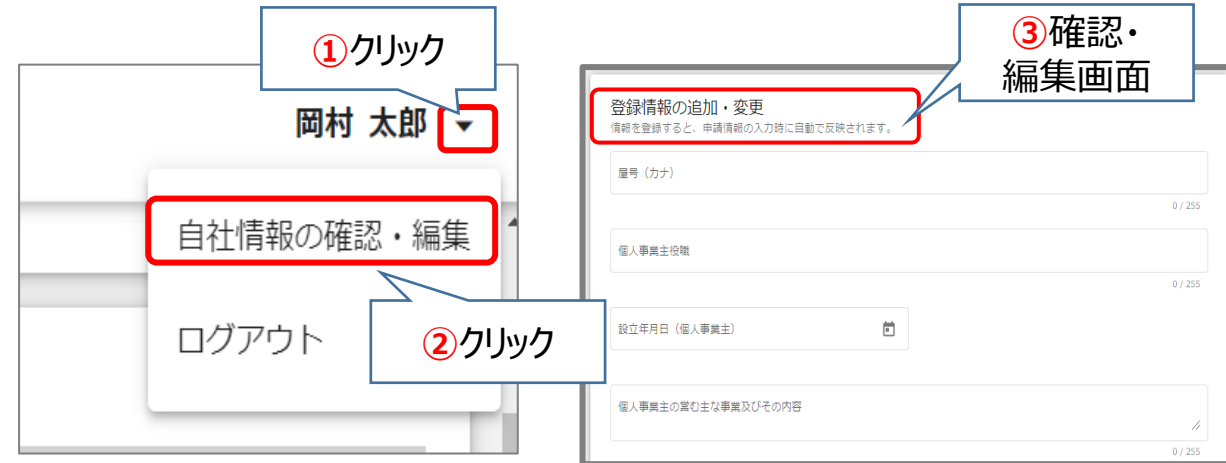 ①クリック
岡村 太郎
自社情報の確認・編集
ログアウト
②クリック
③確認・
編集画面
登録情報の追加・変更
情報を登録すると、申請情報の入力時に自動で反映されます。
屋号（カナ）
0 / 255
個人事業主役職
0 / 255
設立年月日（個人事業主）
個人事業主の営む主な事業及びその内容
0 / 255